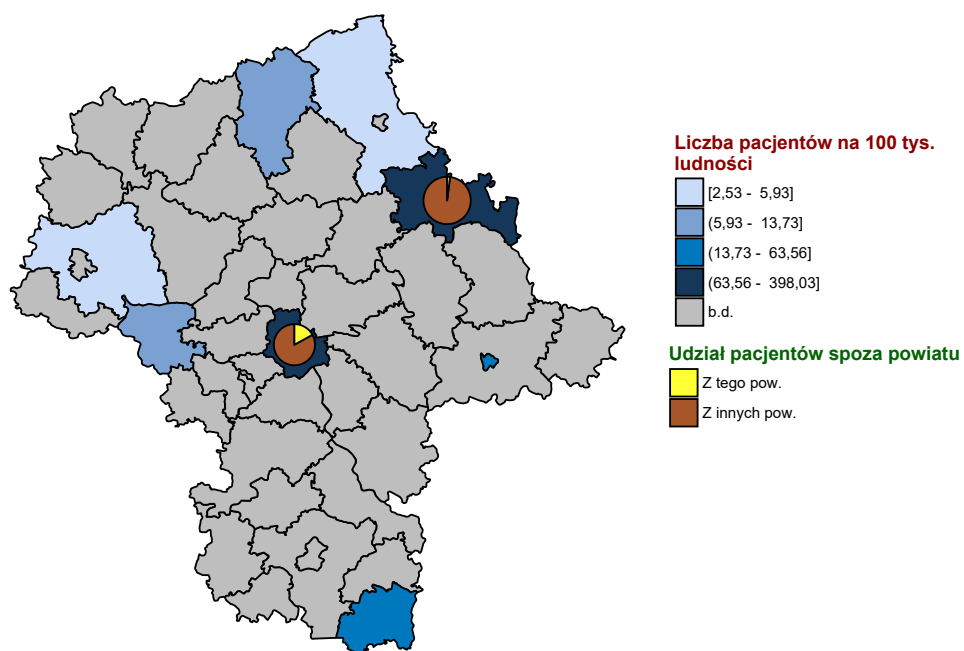 Liczba pacjentów na 100 tys.
ludności
[2,53 - 5,93]
(5,93 - 13,73]
(13,73 - 63,56]
(63,56 - 398,03]
b.d.
Udział pacjentów spoza powiatu
Z tego pow.
Z innych pow.